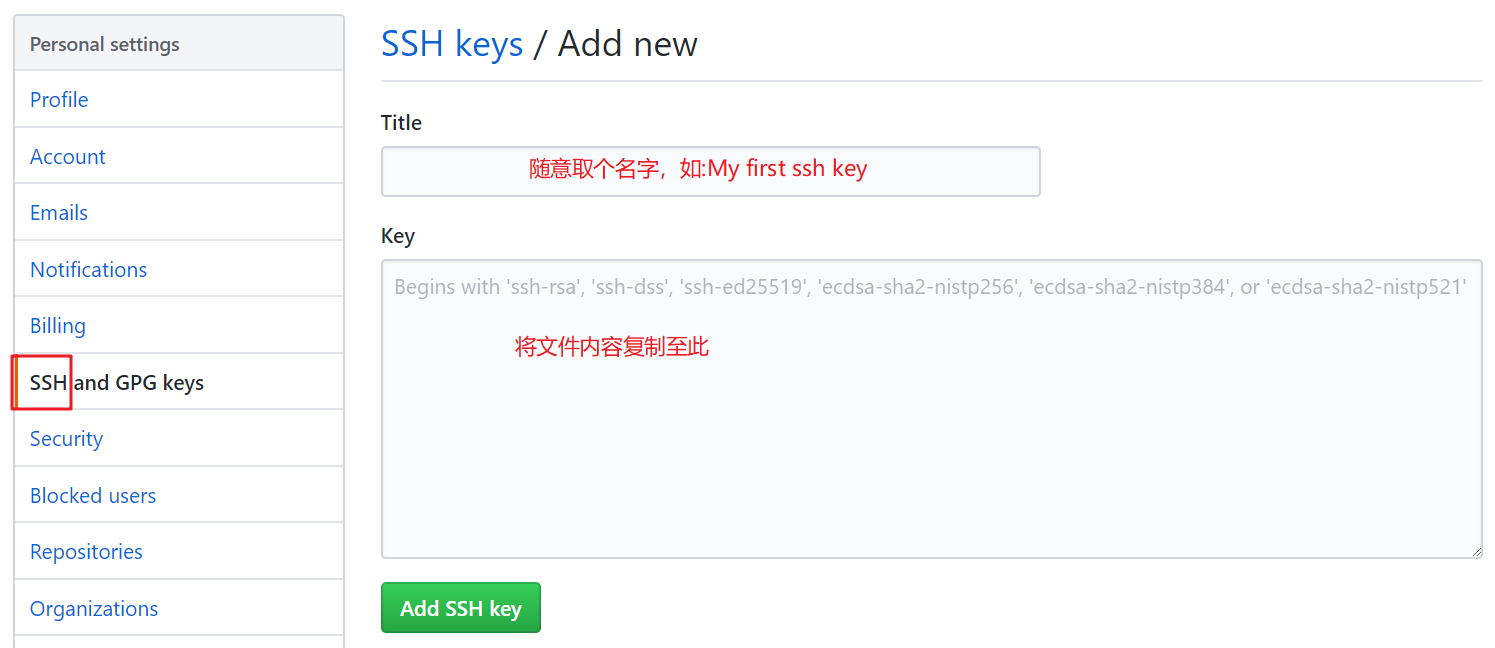 Personal settings
Profile
Account
Emails
Notifications
Billing
SSH and GPG keys
Security
Blocked users
Repositories
Organizations
SSH keys / Add new
Title
随意取个名字，如:My first ssh key
Key
Begins with 'ssh-rsa', 'ssh-dss', 'ssh-ed25519', 'ecdsa-sha2-nistp256', 'ecdsa-sha2-nistp384', or 'ecdsa-sha2-nistp521'
将文件内容复制至此
Add SSH key